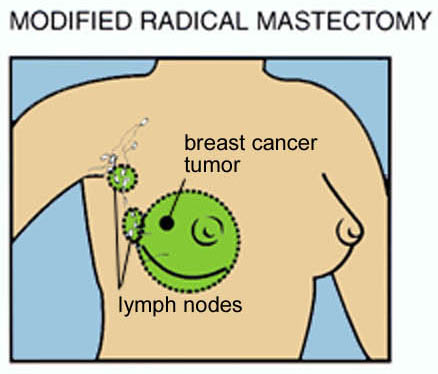 MODIFIED RADICAL MASTECTOMY
breast cancer
tumor
lymph nodes